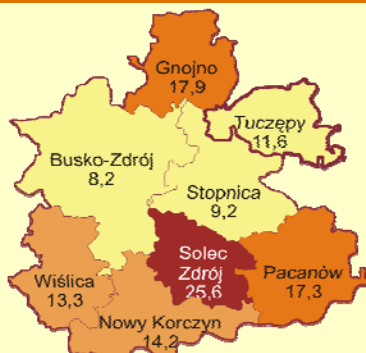 Gnojno
17,9
Tuczępy
11,6
Busko-Zdrój
8,2
Stopnica
9,2
Solec
Zdrój
25,6
Wiślica
13,3
Pacanów
17,3
Nowy Korczyn
14,2